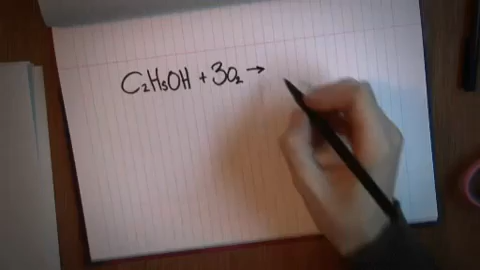 C₂H₅OH + 3O₂ →